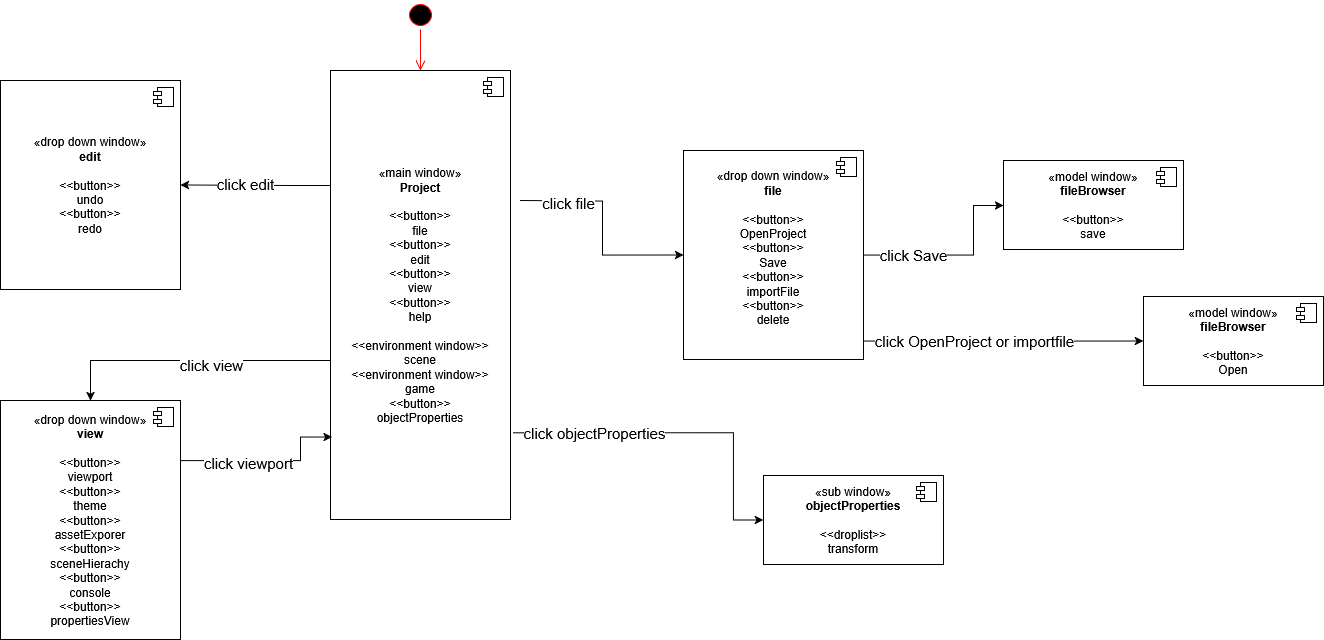 «drop down window»
edit
<<button>>
undo
<<button>>
redo
click edit
«main window»
Project
<<button>>
file
<<button>>
edit
<<button>>
view
<<button>>
help
<<environment window>>
scene
<<environment window>>
game
<<button>>
objectProperties
click file
«drop down window»
file
<<button>>
OpenProject
<<button>>
Save
<<button>>
importFile
<<button>>
delete
click Save
«model window»
fileBrowser
<<button>>
save
click OpenProject or importfile
«model window»
fileBrowser
<<button>>
Open
click view
«drop down window»
view
<<button>>
viewport
<<button>>
theme
<<button>>
assetExporer
<<button>>
sceneHierachy
<<button>>
console
<<button>>
propertiesView
click viewport
click objectProperties
«sub window»
objectProperties
<<droplist>>
transform